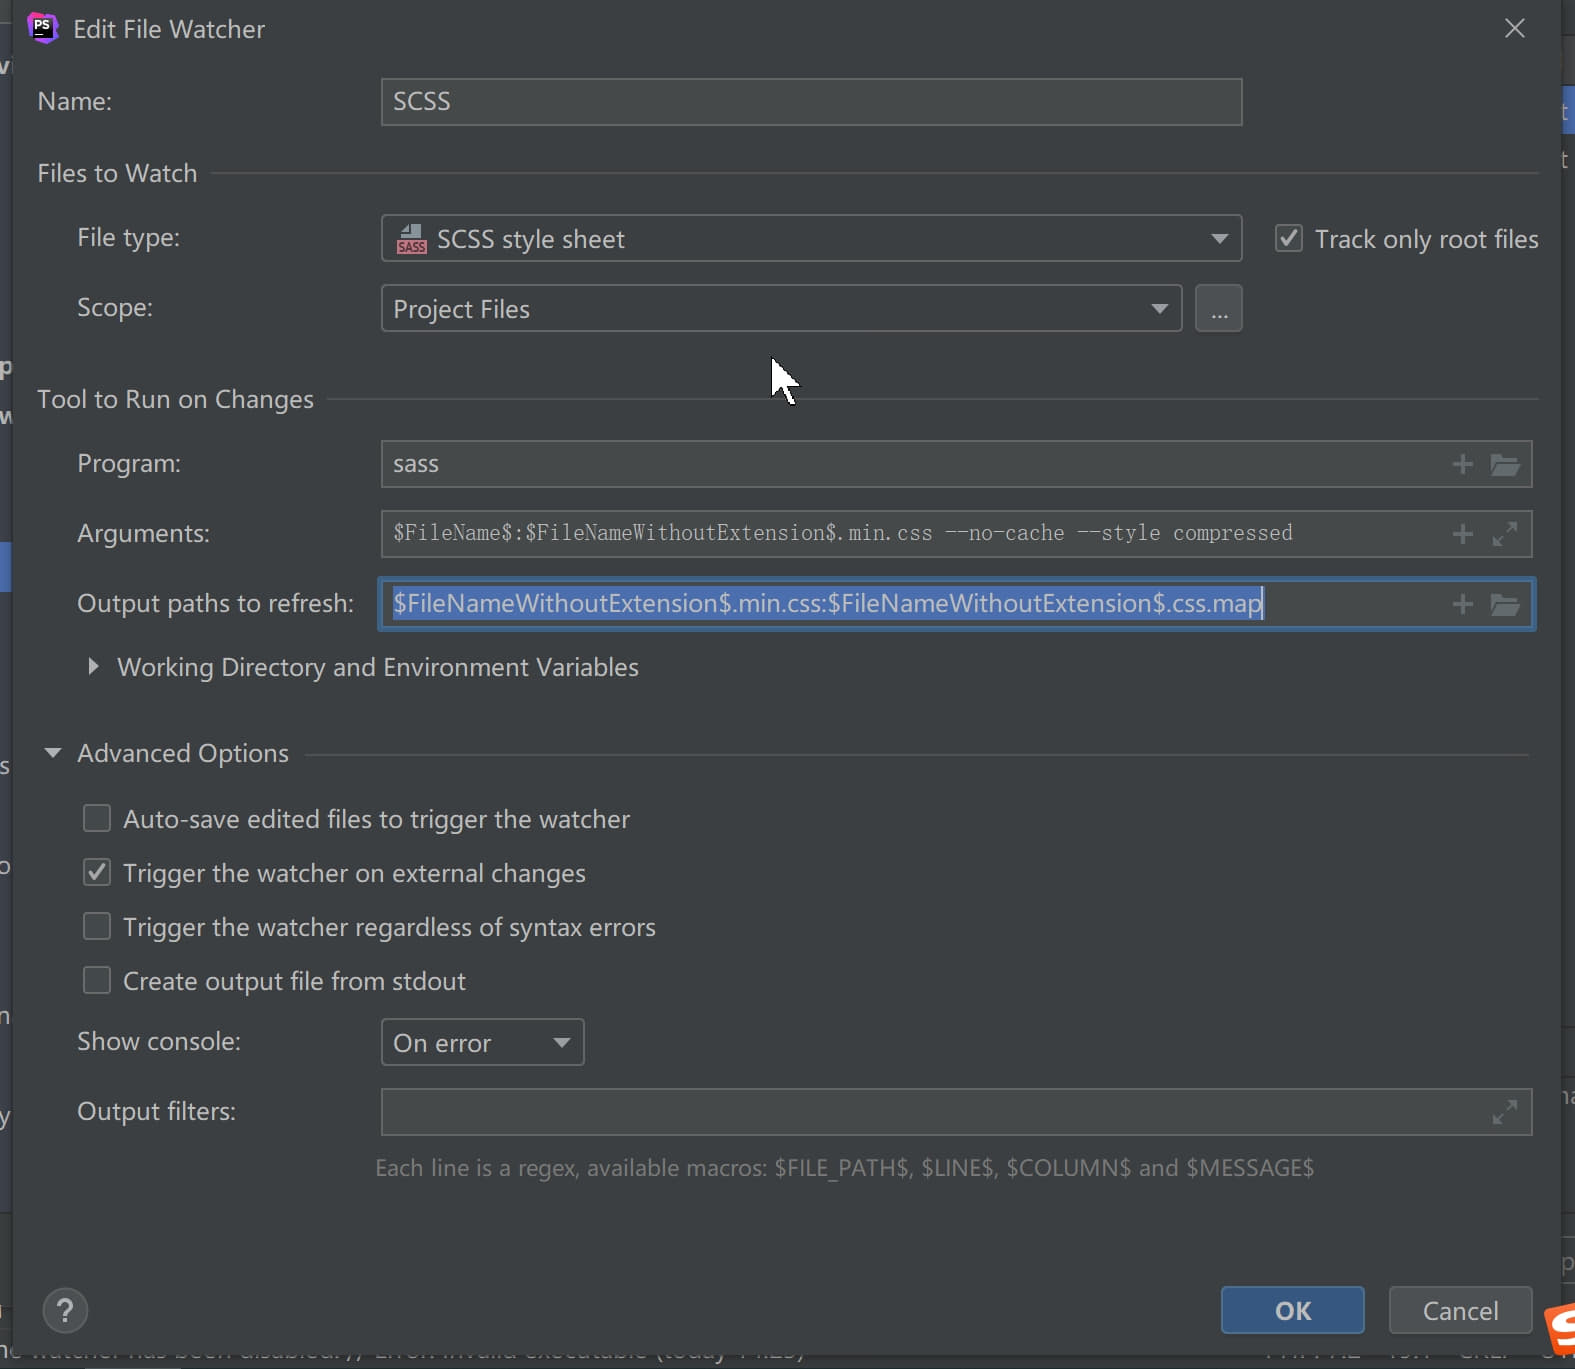 PS Edit File Watcher
Name: SCSS
Files to Watch
File type: SASS SCSS style sheet Track only root files
Scope: Project Files ...
Tool to Run on Changes
Program: sass
Arguments: $FileName$:$FileNameWithoutExtension$.min.css --no-cache --style compressed
Output paths to refresh: $FileNameWithoutExtension$.min.css:$FileNameWithoutExtension$.css.map
Working Directory and Environment Variables
Advanced Options
Auto-save edited files to trigger the watcher
Trigger the watcher on external changes
Trigger the watcher regardless of syntax errors
Create output file from stdout
Show console: On error
Output filters:
Each line is a regex, available macros: $FILE_PATH$, $LINE$, $COLUMN$ and $MESSAGE$
? OK Cancel